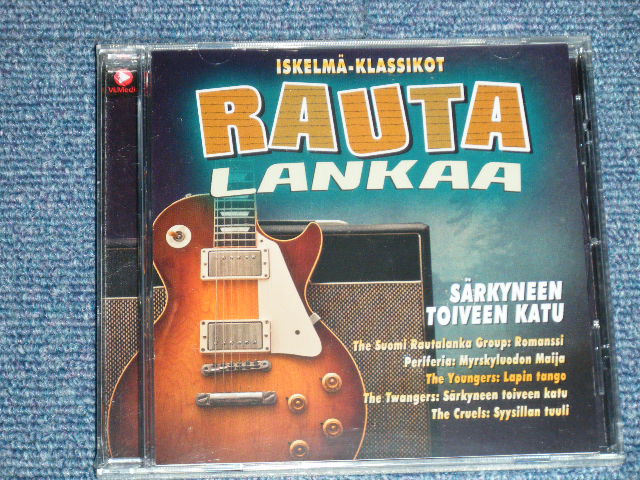 VLMedi
ISKELMÄ-KLASSIKOT
RAUTA
LANKAA
SÄRKYNEEN
TOIVEEN KATU
The Suomi Rautalanka Group: Romanssi
Periferia: Myrskyluodon Maija
The Youngers: Lapin tango
The Twangers: Särkyneen toiveen katu
The Cruels: Syysillan tuuli